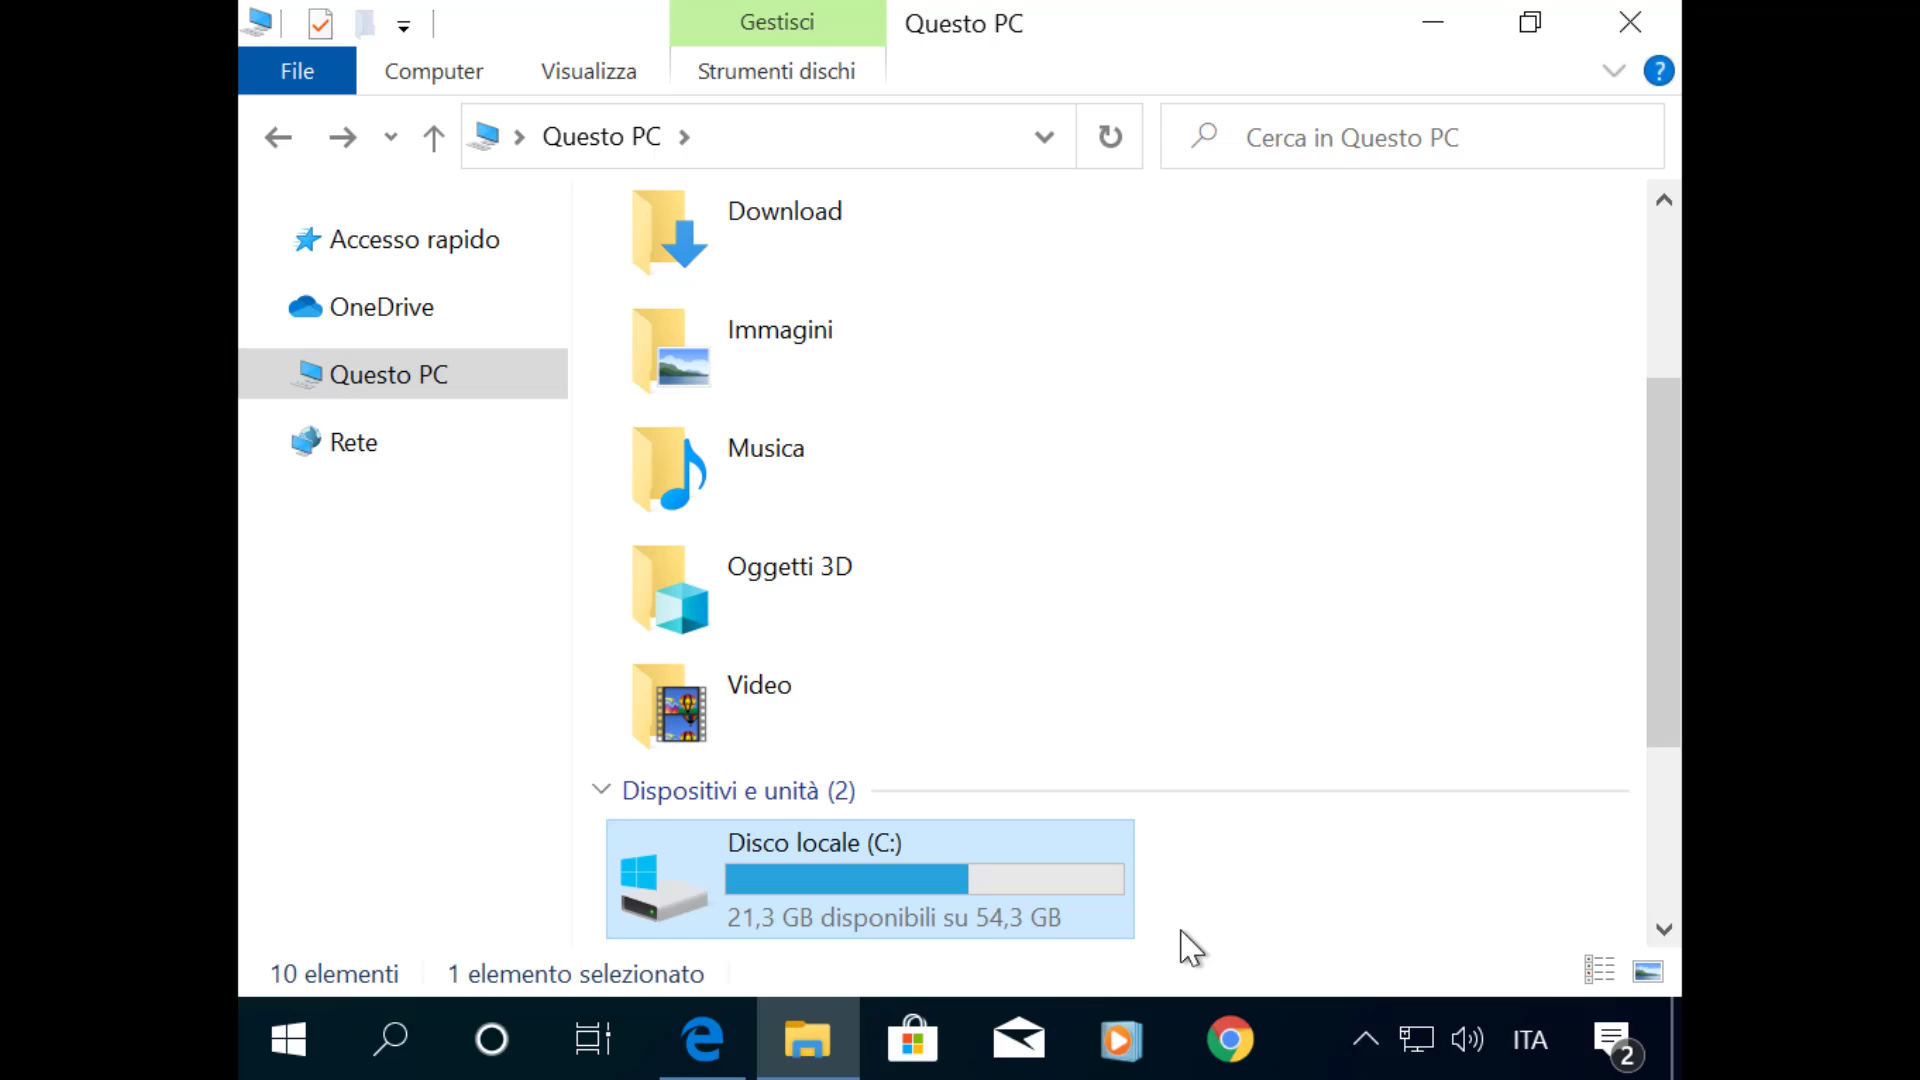 Gestisci
Questo PC
File
Computer
Visualizza
Strumenti dischi
?
Questo PC
Cerca in Questo PC
Accesso rapido
OneDrive
Questo PC
Rete
Download
Immagini
Musica
Oggetti 3D
Video
Dispositivi e unità (2)
Disco locale (C:)
21,3 GB disponibili su 54,3 GB
10 elementi
1 elemento selezionato
ITA
2